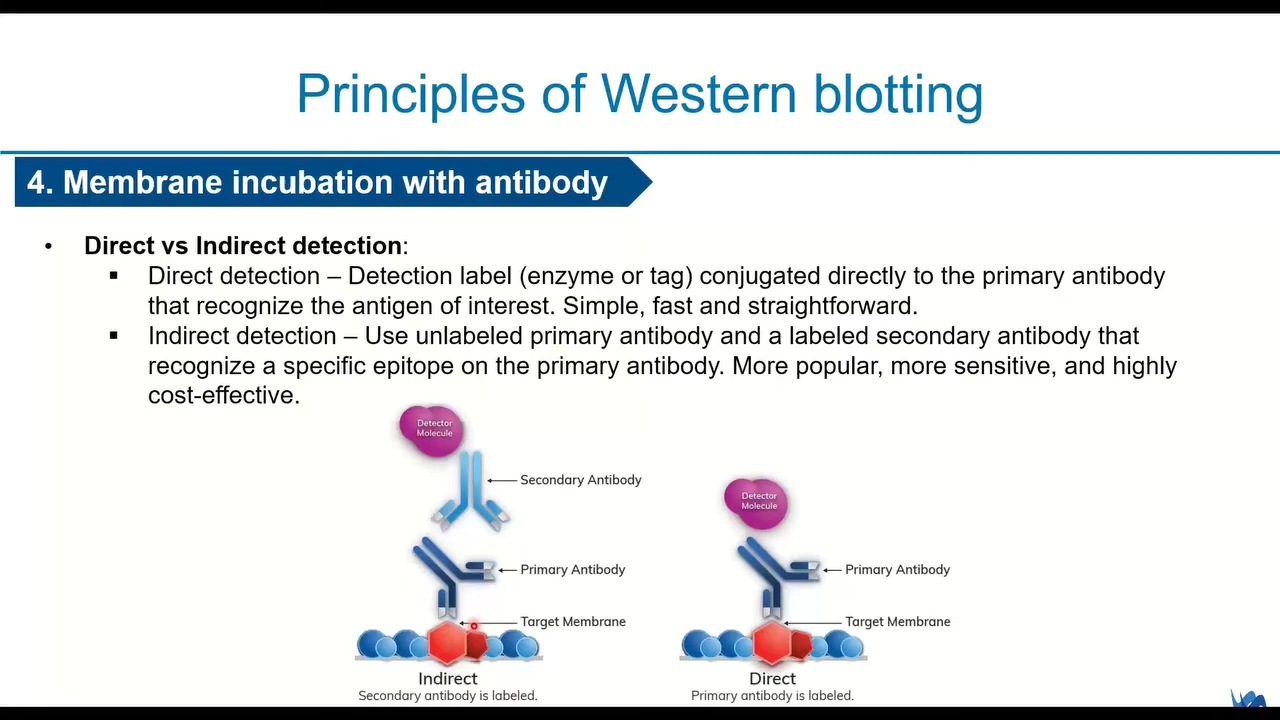 Principles of Western blotting
4. Membrane incubation with antibody
• Direct vs Indirect detection:
▪ Direct detection – Detection label (enzyme or tag) conjugated directly to the primary antibody
that recognize the antigen of interest. Simple, fast and straightforward.
▪ Indirect detection – Use unlabeled primary antibody and a labeled secondary antibody that
recognize a specific epitope on the primary antibody. More popular, more sensitive, and highly
cost-effective.
Detector
Molecule
Secondary Antibody
Primary Antibody
Target Membrane
Indirect
Secondary antibody is labeled.
Detector
Molecule
Primary Antibody
Target Membrane
Direct
Primary antibody is labeled.